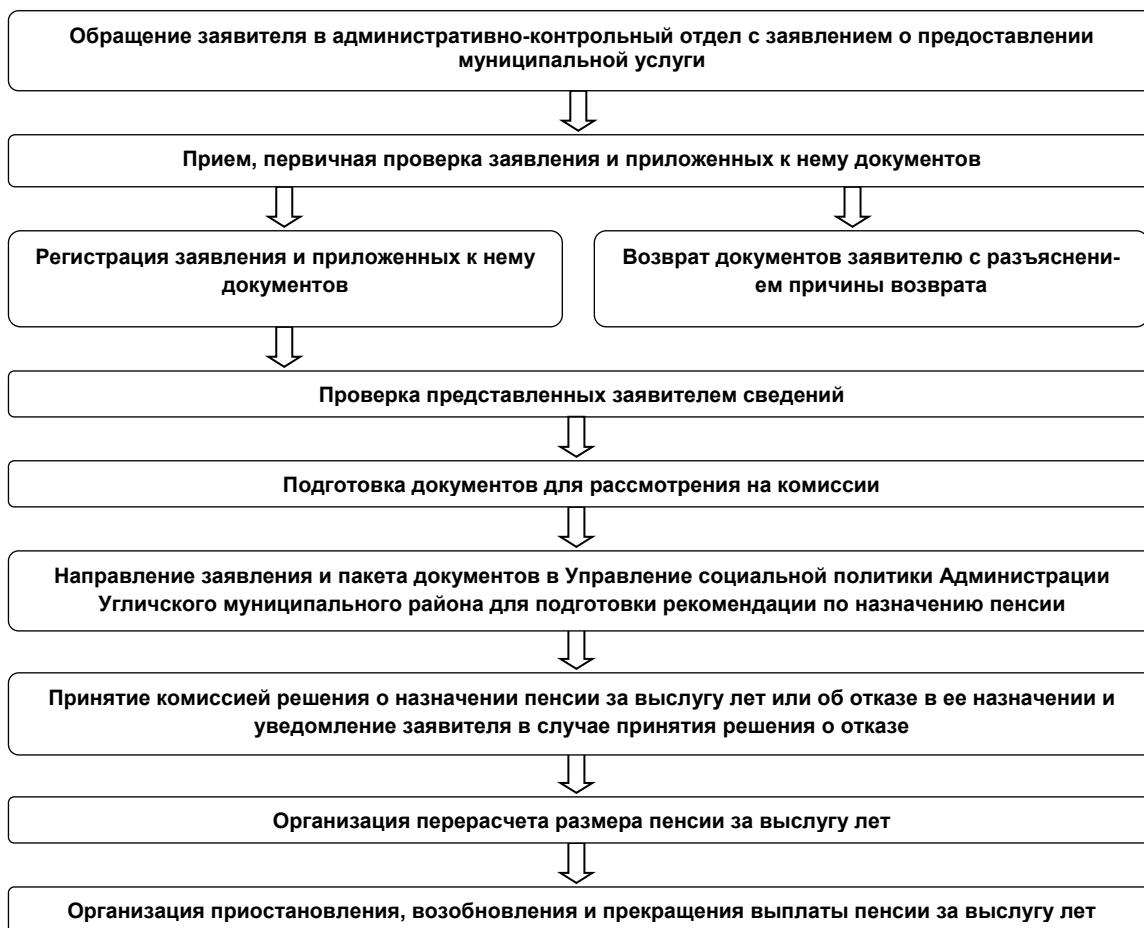 Обращение заявителя в административно-контрольный отдел с заявлением о предоставлении
муниципальной услуги
Прием, первичная проверка заявления и приложенных к нему документов
Регистрация заявления и приложенных к нему
документов
Возврат документов заявителю с разъяснени-
ем причины возврата
Проверка представленных заявителем сведений
Подготовка документов для рассмотрения на комиссии
Направление заявления и пакета документов в Управление социальной политики Администрации
Угличского муниципального района для подготовки рекомендации по назначению пенсии
Принятие комиссией решения о назначении пенсии за выслугу лет или об отказе в ее назначении и
уведомление заявителя в случае принятия решения о отказе
Организация перерасчета размера пенсии за выслугу лет
Организация приостановления, возобновления и прекращения выплаты пенсии за выслугу лет